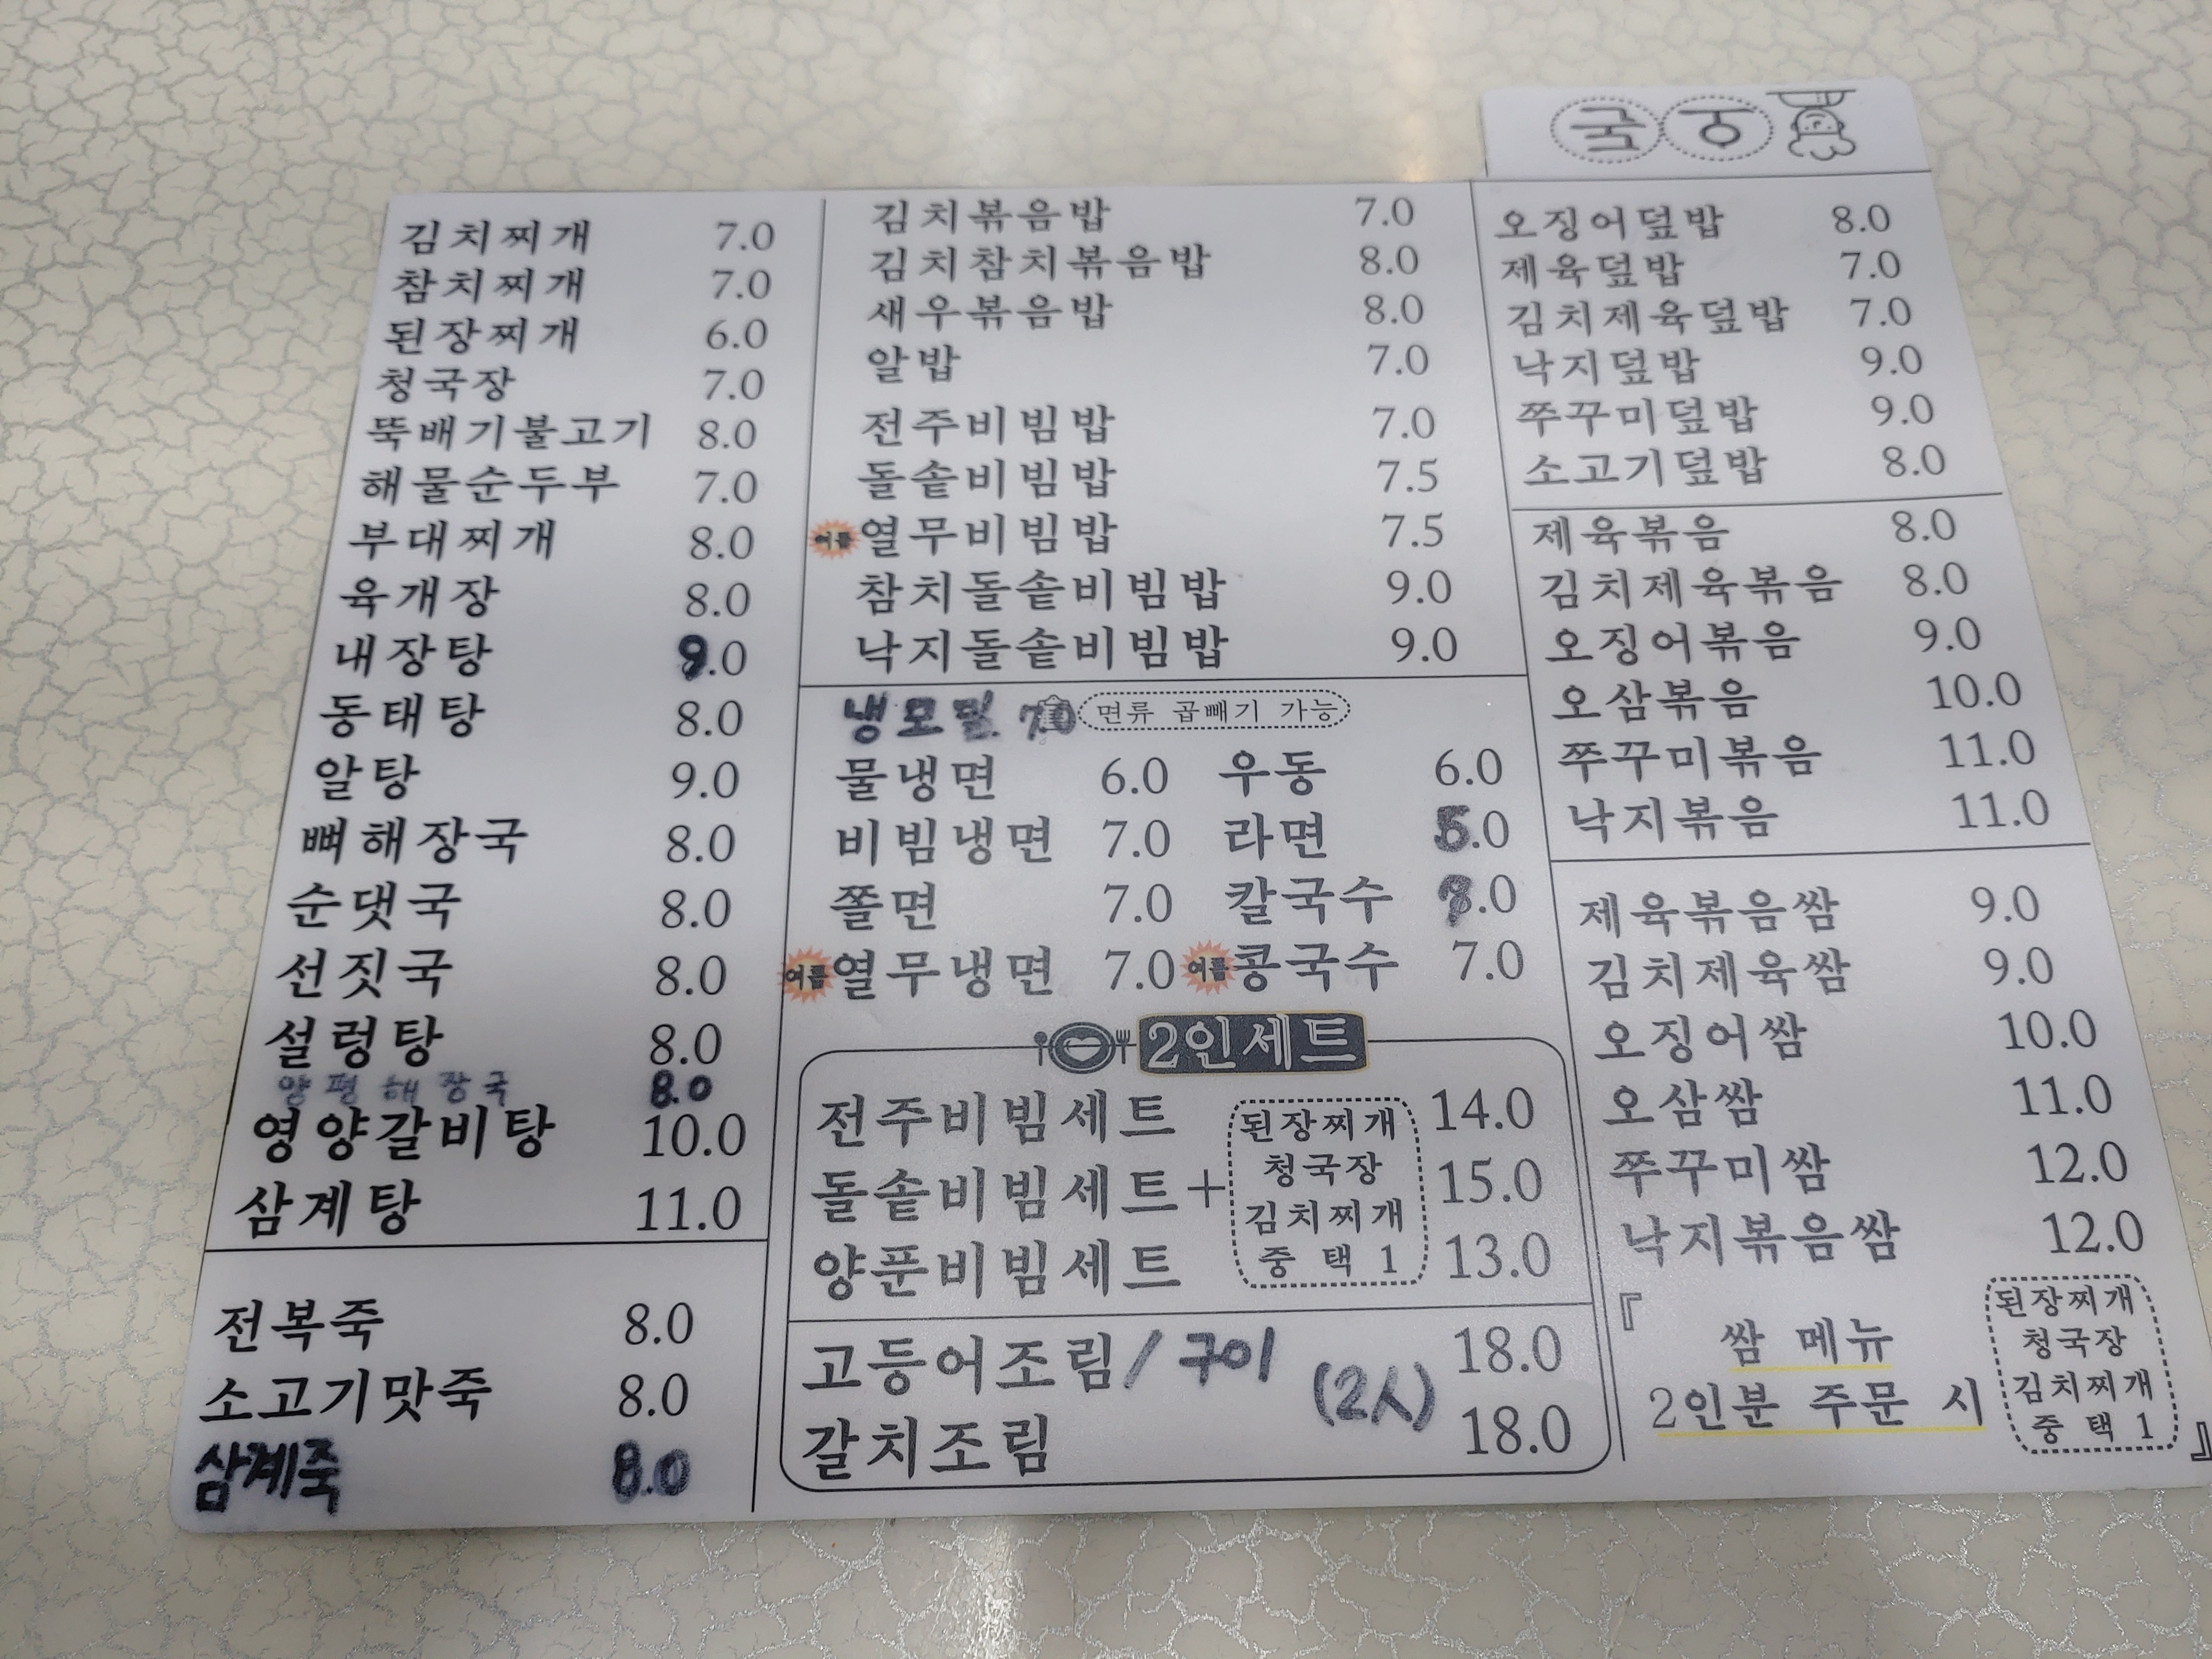 국 ㅎ
김치찌개 7.0
참치찌개 7.0
된장찌개 6.0
청국장 7.0
뚝배기불고기 8.0
해물순두부 7.0
부대찌개 8.0
육개장 8.0
내장탕 9.0
동태탕 8.0
알탕 9.0
뼈해장국 8.0
순댓국 8.0
선짓국 8.0
설렁탕 8.0
양평해장국 8.0
영양갈비탕 10.0
삼계탕 11.0
전복죽 8.0
소고기맛죽 8.0
삼계죽 8.0
김치볶음밥 7.0
김치참치볶음밥 8.0
새우볶음밥 8.0
알밥 7.0
전주비빔밥 7.0
돌솥비빔밥 7.5
여름 열무비빔밥 7.5
참치돌솥비빔밥 9.0
낙지돌솥비빔밥 9.0
냉모밀 7.0 면류 곱빼기 가능
물냉면 6.0 우동 6.0
비빔냉면 7.0 라면 5.0
쫄면 7.0 칼국수 7.0
여름 열무냉면 7.0 여름 콩국수 7.0
2인세트
전주비빔세트 14.0
돌솥비빔세트 + 15.0
양푼비빔세트 13.0
된장찌개
청국장
김치찌개
중 택 1
고등어조림/구이 18.0
(2人)
갈치조림 18.0
오징어덮밥 8.0
제육덮밥 7.0
김치제육덮밥 7.0
낙지덮밥 9.0
쭈꾸미덮밥 9.0
소고기덮밥 8.0
제육볶음 8.0
김치제육볶음 8.0
오징어볶음 9.0
오삼볶음 10.0
쭈꾸미볶음 11.0
낙지볶음 11.0
제육볶음쌈 9.0
김치제육쌈 9.0
오징어쌈 10.0
오삼쌈 11.0
쭈꾸미쌈 12.0
낙지볶음쌈 12.0
『 쌈 메뉴
2인분 주문 시
된장찌개
청국장
김치찌개
중 택 1 』